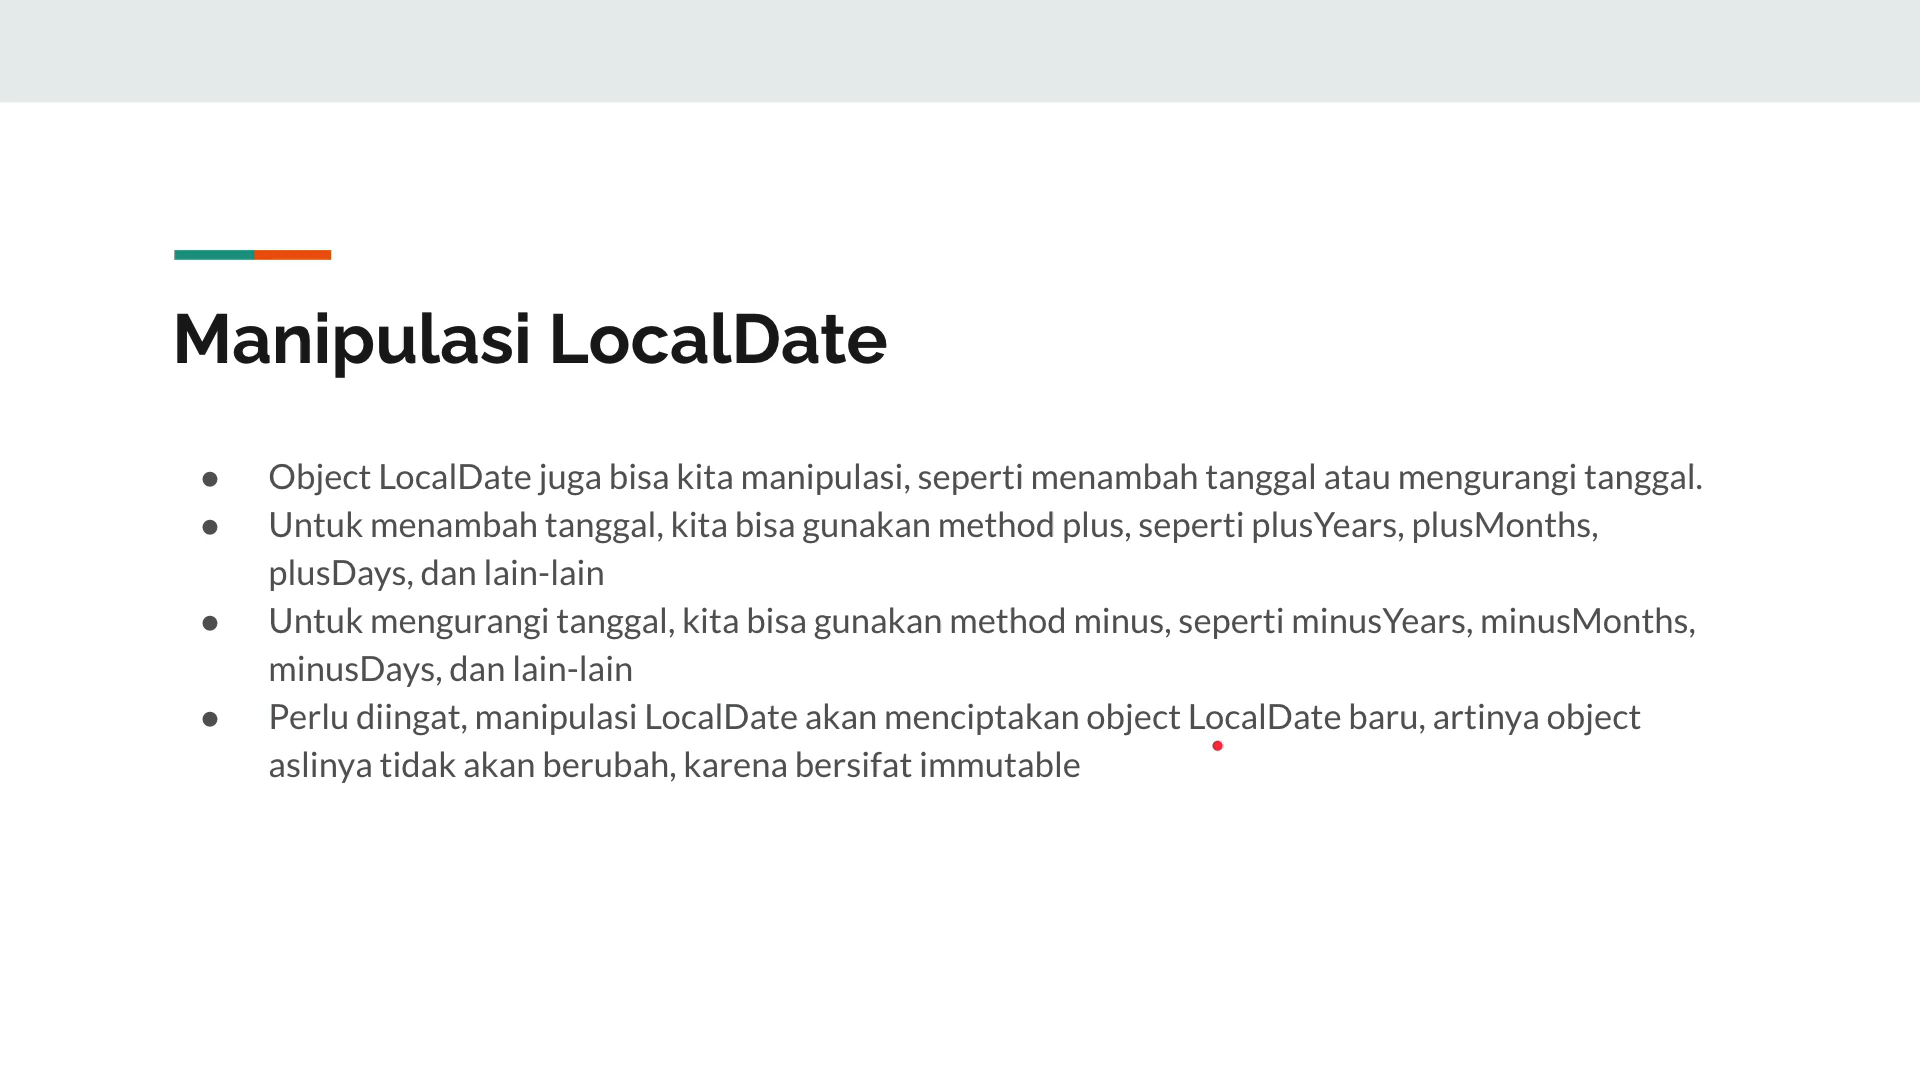 Manipulasi LocalDate
● Object LocalDate juga bisa kita manipulasi, seperti menambah tanggal atau mengurangi tanggal.
● Untuk menambah tanggal, kita bisa gunakan method plus, seperti plusYears, plusMonths,
plusDays, dan lain-lain
● Untuk mengurangi tanggal, kita bisa gunakan method minus, seperti minusYears, minusMonths,
minusDays, dan lain-lain
● Perlu diingat, manipulasi LocalDate akan menciptakan object LocalDate baru, artinya object
aslinya tidak akan berubah, karena bersifat immutable